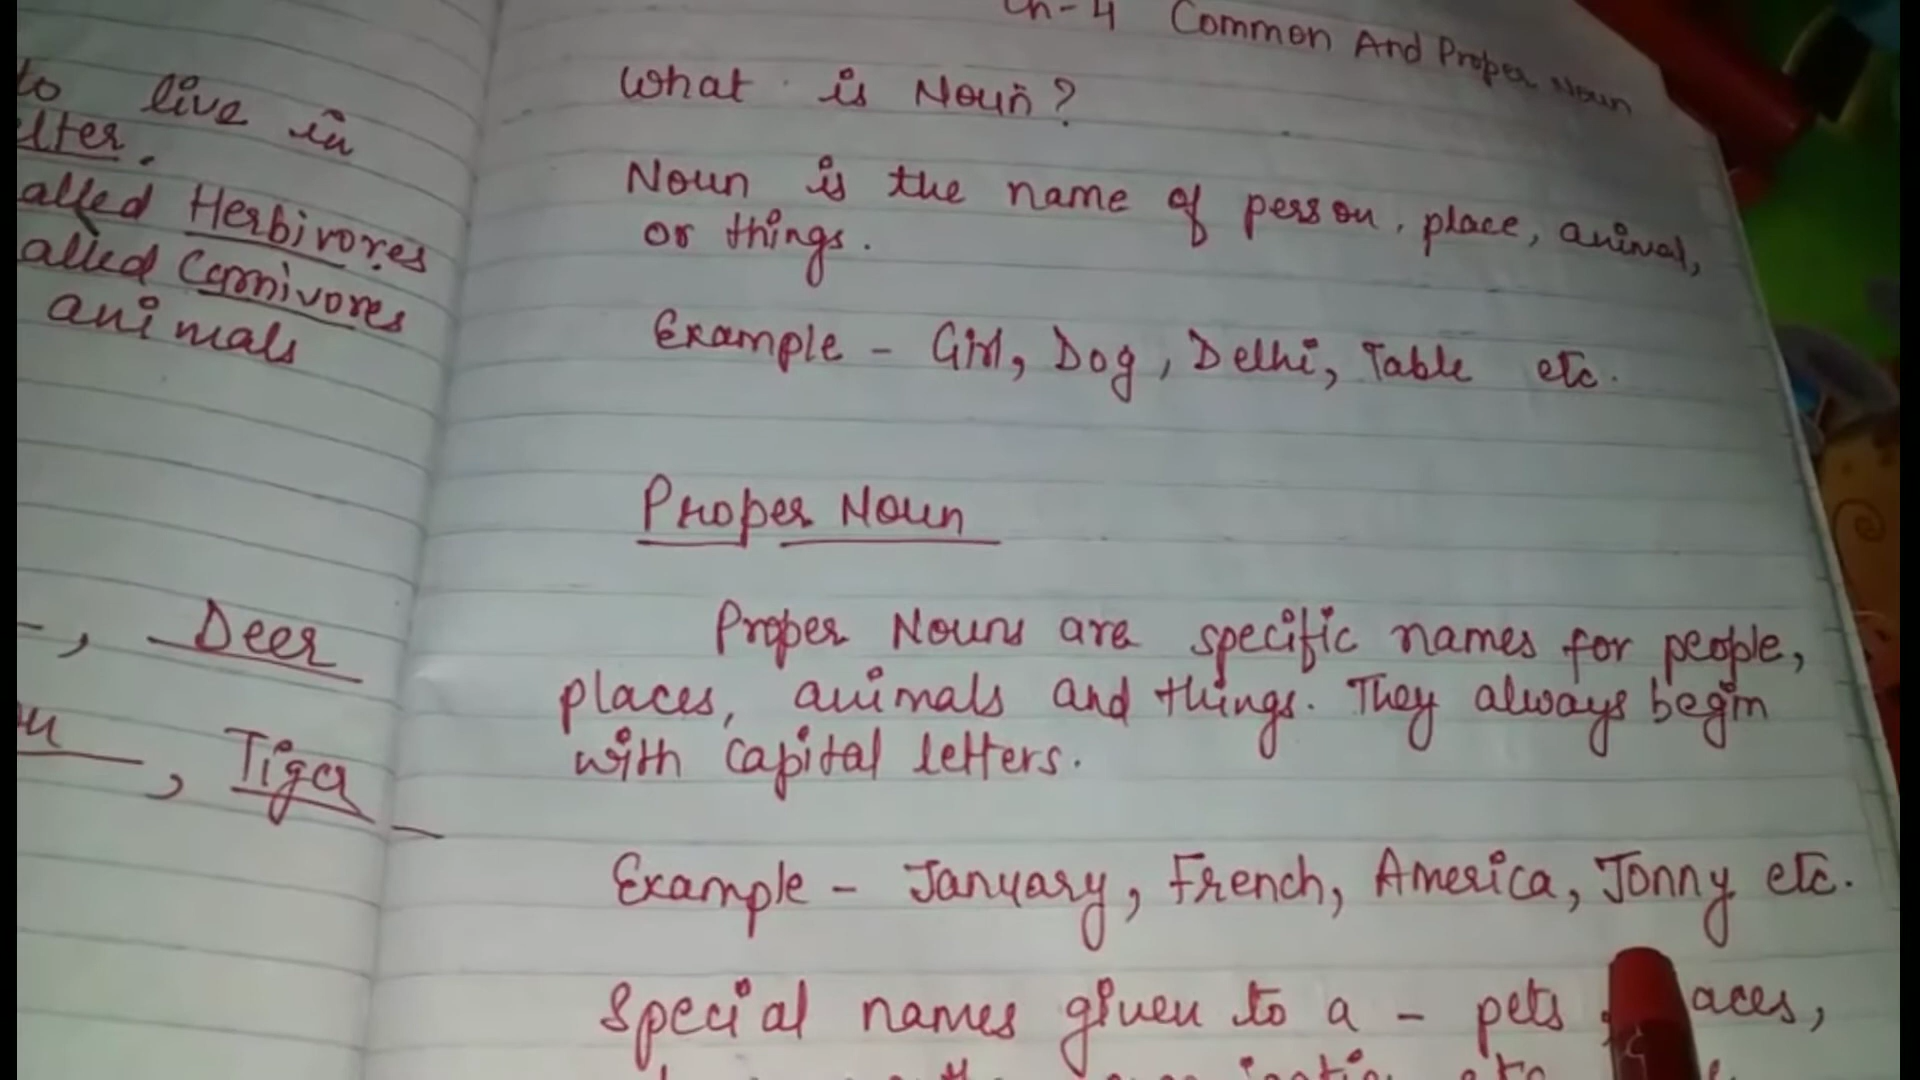 to live in
alled Herbivores
alled Carnivores
animals
Deer
, Tiger
Ch-4 Common And Proper Noun
What is Noun?
Noun is the name of person, place, animal,
or things.
Example - Girl, Dog, Delhi, Table etc.
Proper Noun
Proper Nouns are specific names for people,
places, animals and things. They always begin
with capital letters.
Example - January, French, America, Jonny etc.
Special names given to a - pets aces,